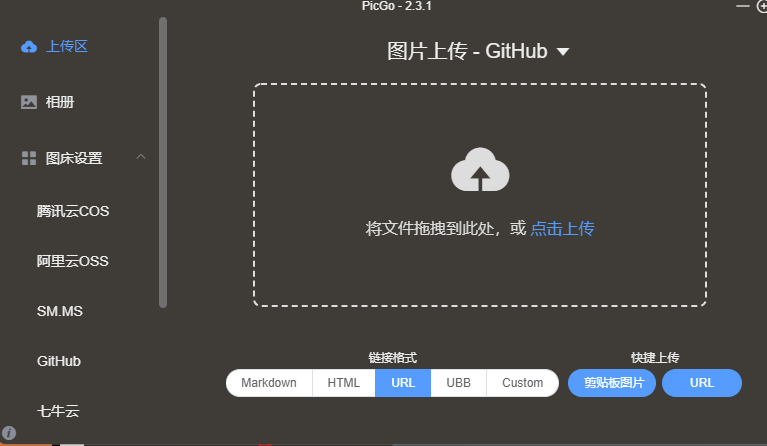 PicGo - 2.3.1
上传区
相册
图床设置
腾讯云COS
阿里云OSS
SM.MS
GitHub
七牛云
图片上传 - GitHub
将文件拖拽到此处，或 点击上传
链接格式
Markdown HTML URL UBB Custom
快捷上传
剪贴板图片 URL